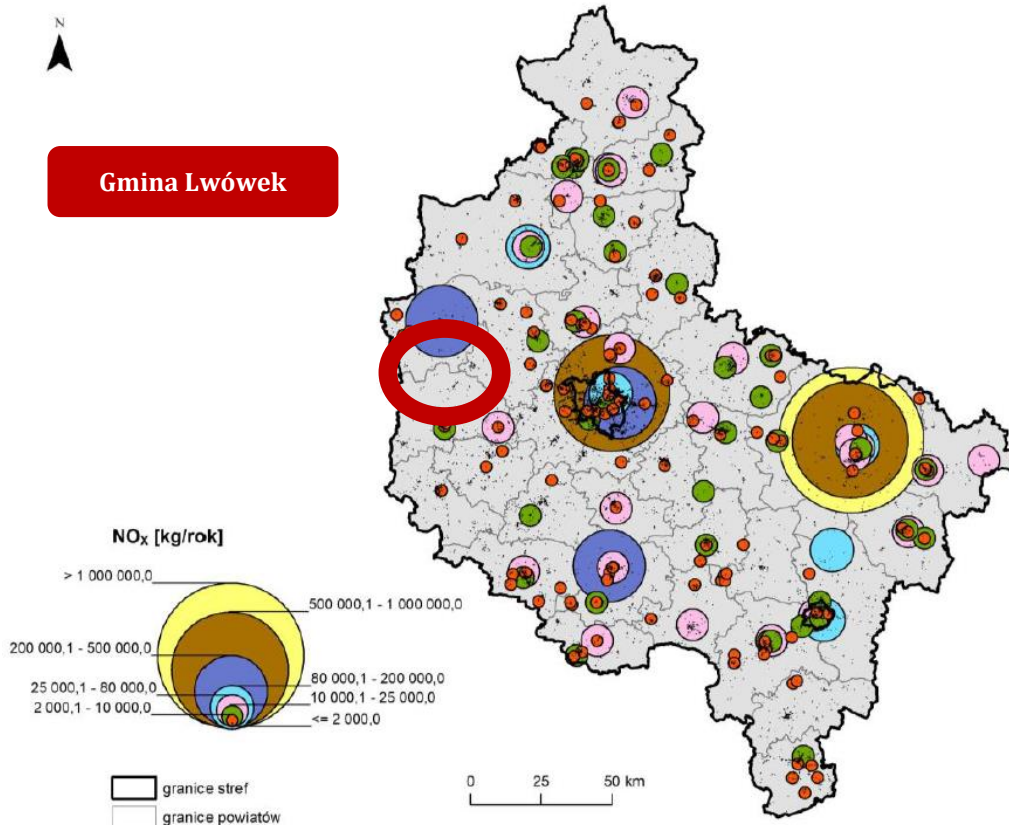 N
Gmina Lwówek
NOx [kg/rok]
> 1 000 000,0
500 000,1 - 1 000 000,0
200 000,1 - 500 000,0
80 000,1 - 200 000,0
25 000,1 - 80 000,0
10 000,1 - 25 000,0
2 000,1 - 10 000,0
<= 2 000,0
granice stref
granice powiatów
0 25 50 km